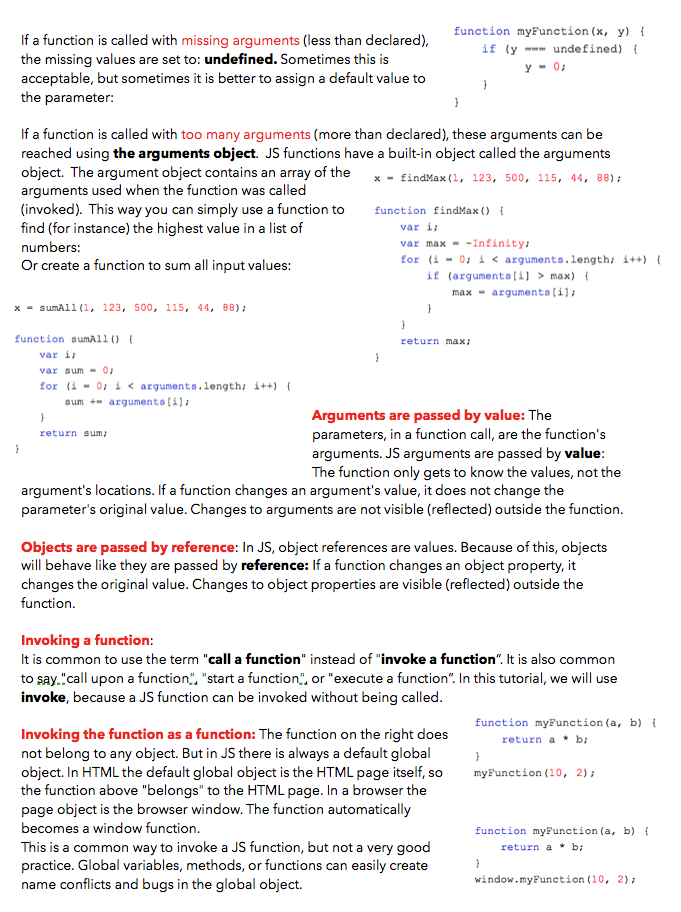 If a function is called with missing arguments (less than declared),
the missing values are set to: undefined. Sometimes this is
acceptable, but sometimes it is better to assign a default value to
the parameter:
function myFunction(x, y) {
if (y === undefined) {
y = 0;
}
}
If a function is called with too many arguments (more than declared), these arguments can be
reached using the arguments object. JS functions have a built-in object called the arguments
object. The argument object contains an array of the
arguments used when the function was called
(invoked). This way you can simply use a function to
find (for instance) the highest value in a list of
numbers:
Or create a function to sum all input values:
x = findMax(1, 123, 500, 115, 44, 88);
function findMax() {
var i;
var max = -Infinity;
for (i = 0; i < arguments.length; i++) {
if (arguments[i] > max) {
max = arguments[i];
}
}
return max;
}
x = sumAll(1, 123, 500, 115, 44, 88);
function sumAll() {
var i;
var sum = 0;
for (i = 0; i < arguments.length; i++) {
sum += arguments[i];
}
return sum;
}
Arguments are passed by value: The
parameters, in a function call, are the function's
arguments. JS arguments are passed by value:
The function only gets to know the values, not the
argument's locations. If a function changes an argument's value, it does not change the
parameter's original value. Changes to arguments are not visible (reflected) outside the function.
Objects are passed by reference: In JS, object references are values. Because of this, objects
will behave like they are passed by reference: If a function changes an object property, it
changes the original value. Changes to object properties are visible (reflected) outside the
function.
Invoking a function:
It is common to use the term "call a function" instead of "invoke a function". It is also common
to say "call upon a function", "start a function", or "execute a function". In this tutorial, we will use
invoke, because a JS function can be invoked without being called.
Invoking the function as a function: The function on the right does
not belong to any object. But in JS there is always a default global
object. In HTML the default global object is the HTML page itself, so
the function above "belongs" to the HTML page. In a browser the
page object is the browser window. The function automatically
becomes a window function.
This is a common way to invoke a JS function, but not a very good
practice. Global variables, methods, or functions can easily create
name conflicts and bugs in the global object.
function myFunction(a, b) {
return a * b;
}
myFunction(10, 2);
function myFunction(a, b) {
return a * b;
}
window.myFunction(10, 2);